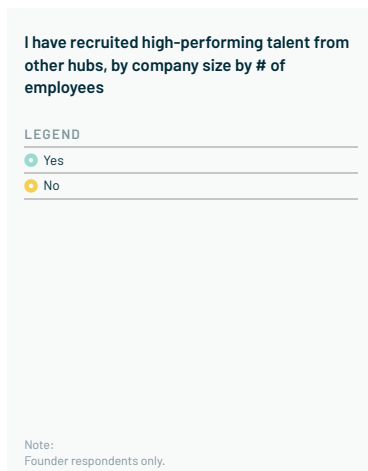 I have recruited high-performing talent from
other hubs, by company size by # of
employees
LEGEND
Yes
No
Note:
Founder respondents only.